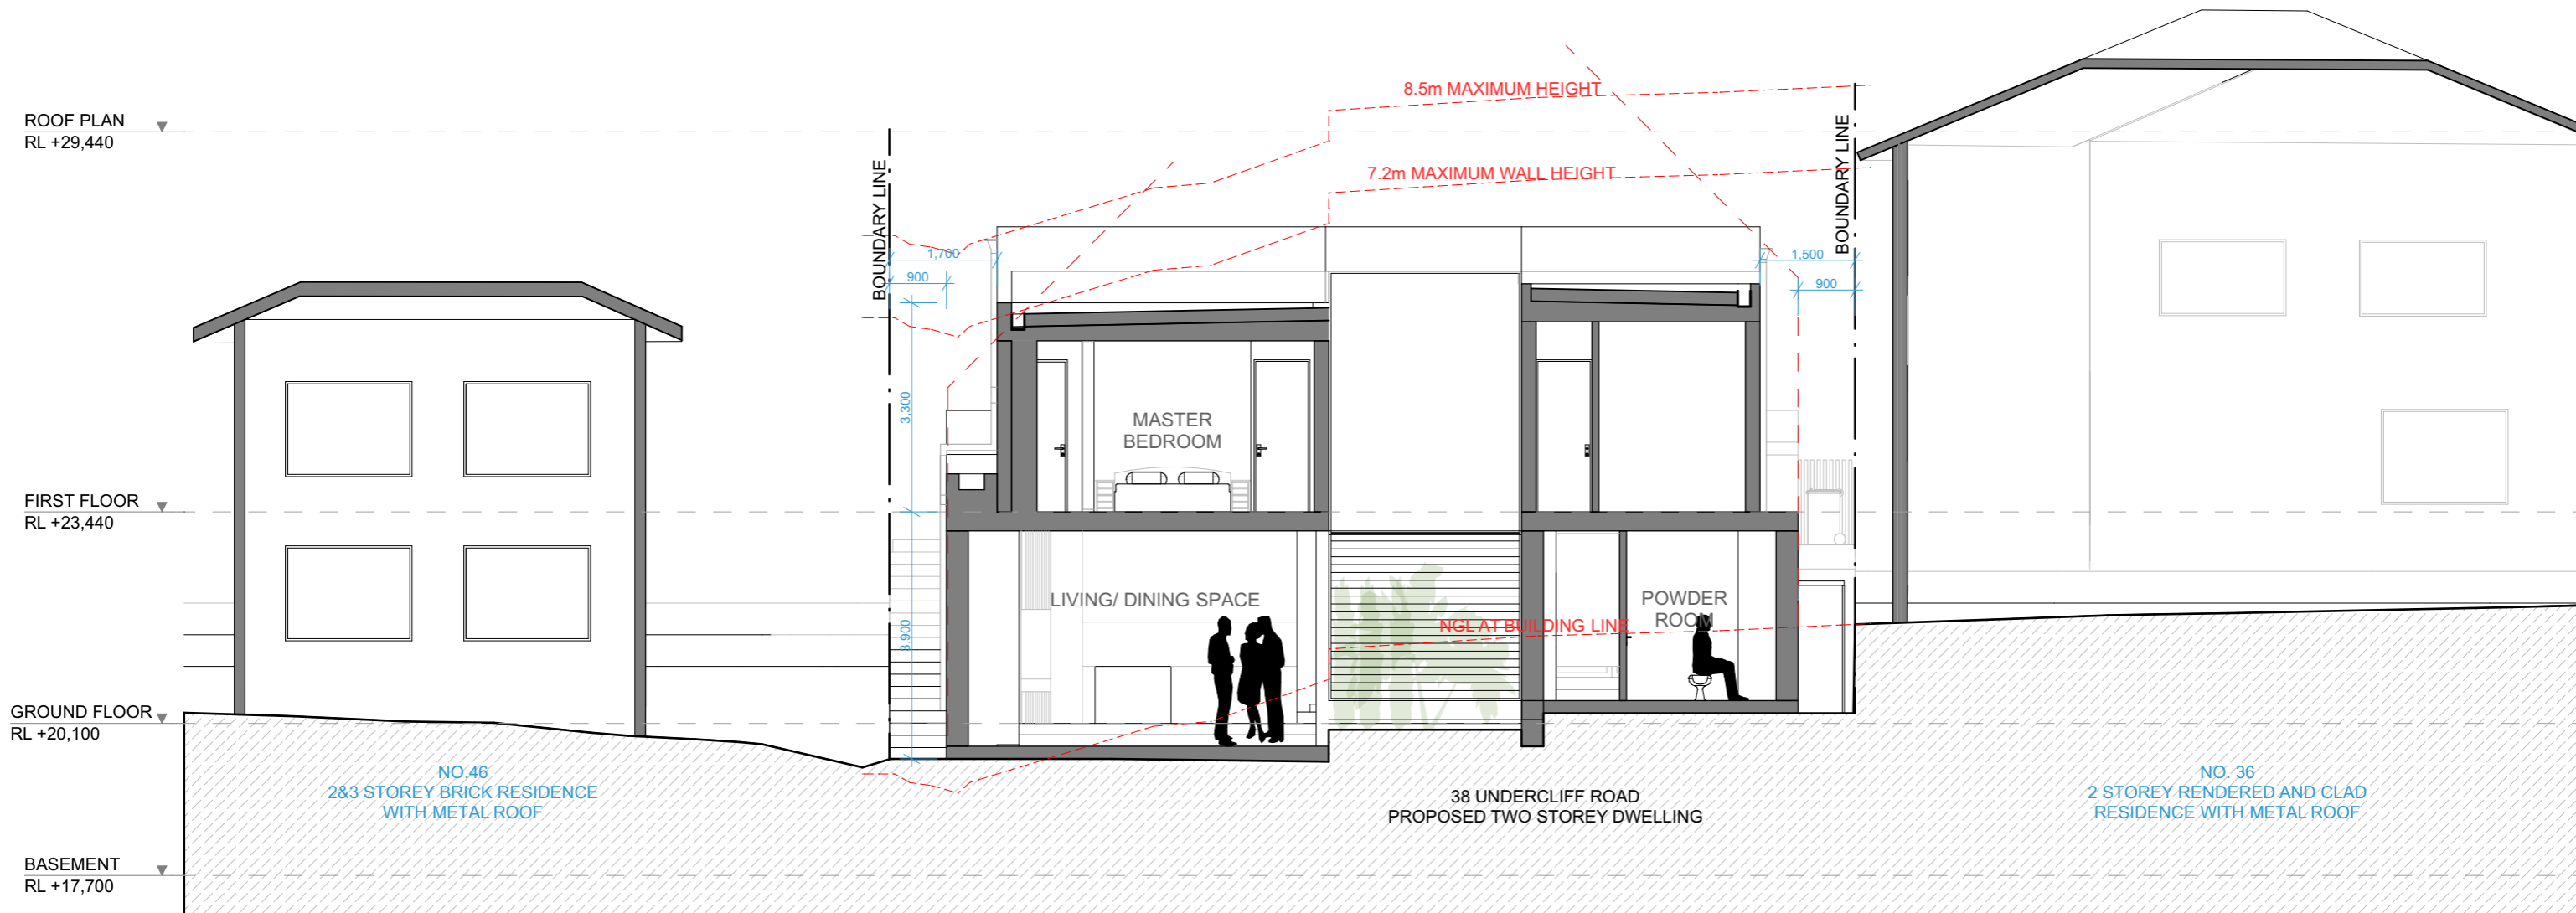 8.5m MAXIMUM HEIGHT
ROOF PLAN
RL +29,440
BOUNDARY LINE
BOUNDARY LINE
7.2m MAXIMUM WALL HEIGHT
1,700
1,500
900
900
3,300
MASTER
BEDROOM
FIRST FLOOR
RL +23,440
LIVING/ DINING SPACE
POWDER
ROOM
3,900
NGL AT BUILDING LINE
GROUND FLOOR
RL +20,100
NO.46
2&3 STOREY BRICK RESIDENCE
WITH METAL ROOF
38 UNDERCLIFF ROAD
PROPOSED TWO STOREY DWELLING
NO. 36
2 STOREY RENDERED AND CLAD
RESIDENCE WITH METAL ROOF
BASEMENT
RL +17,700